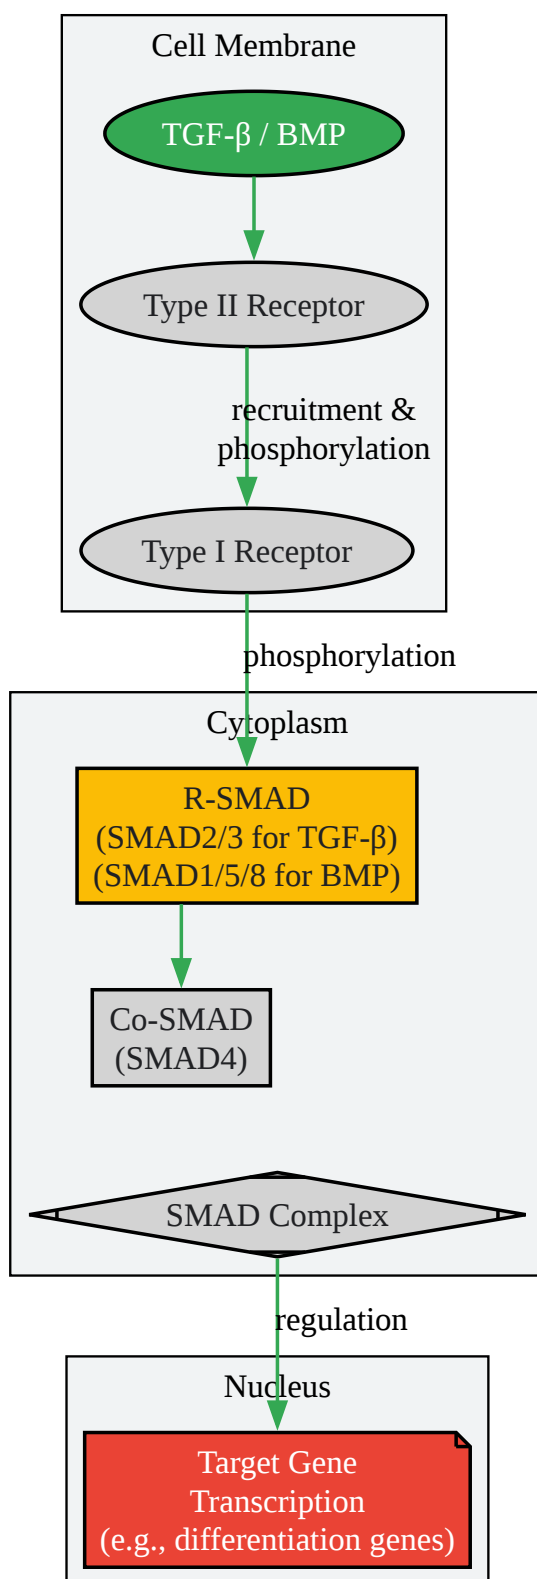 Cell Membrane
TGF-β / BMP
Type II Receptor
recruitment &
phosphorylation
Type I Receptor
phosphorylation
Cytoplasm
R-SMAD
(SMAD2/3 for TGF-β)
(SMAD1/5/8 for BMP)
Co-SMAD
(SMAD4)
SMAD Complex
regulation
Nucleus
Target Gene
Transcription
(e.g., differentiation genes)